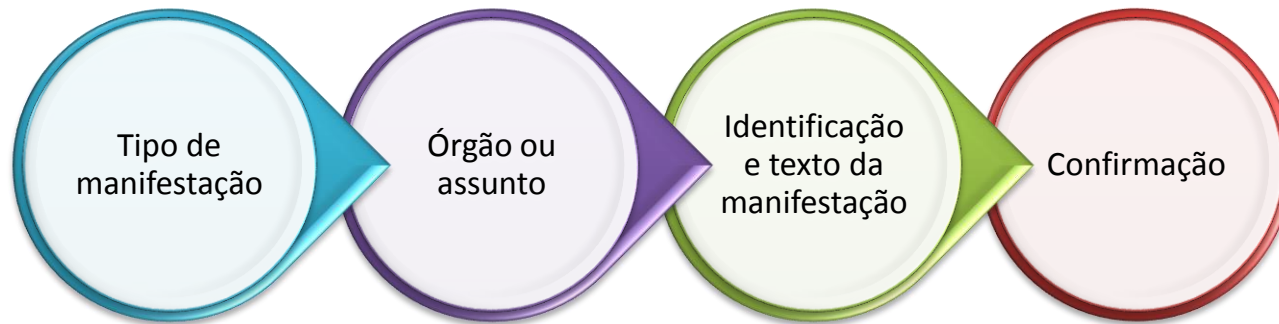 Tipo de
manifestação
Órgão ou
assunto
Identificação
e texto da
manifestação
Confirmação